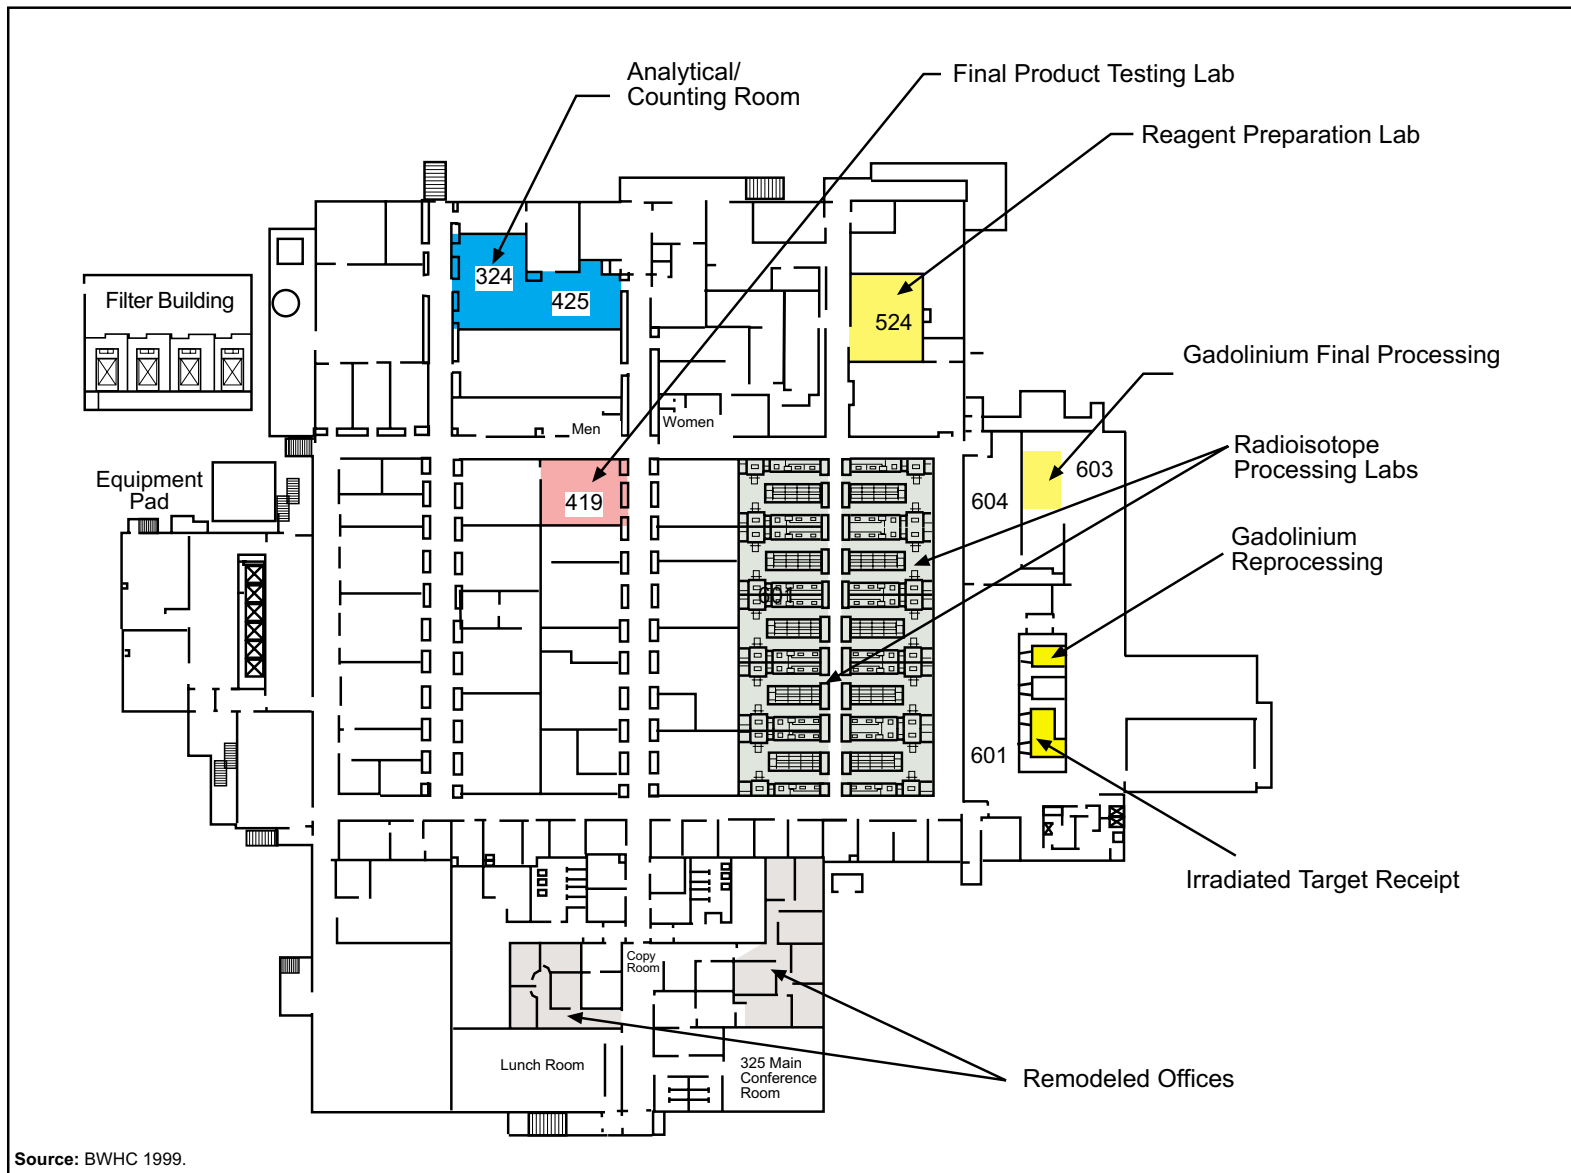 Analytical/
Counting Room
Final Product Testing Lab
Reagent Preparation Lab
324
425
Filter Building
524
Gadolinium Final Processing
Men
Women
Radioisotope
Processing Labs
Equipment
Pad
419
603
604
Gadolinium
Reprocessing
601
601
Irradiated Target Receipt
Copy
Room
Lunch Room
325 Main
Conference
Room
Remodeled Offices
Source: BWHC 1999.